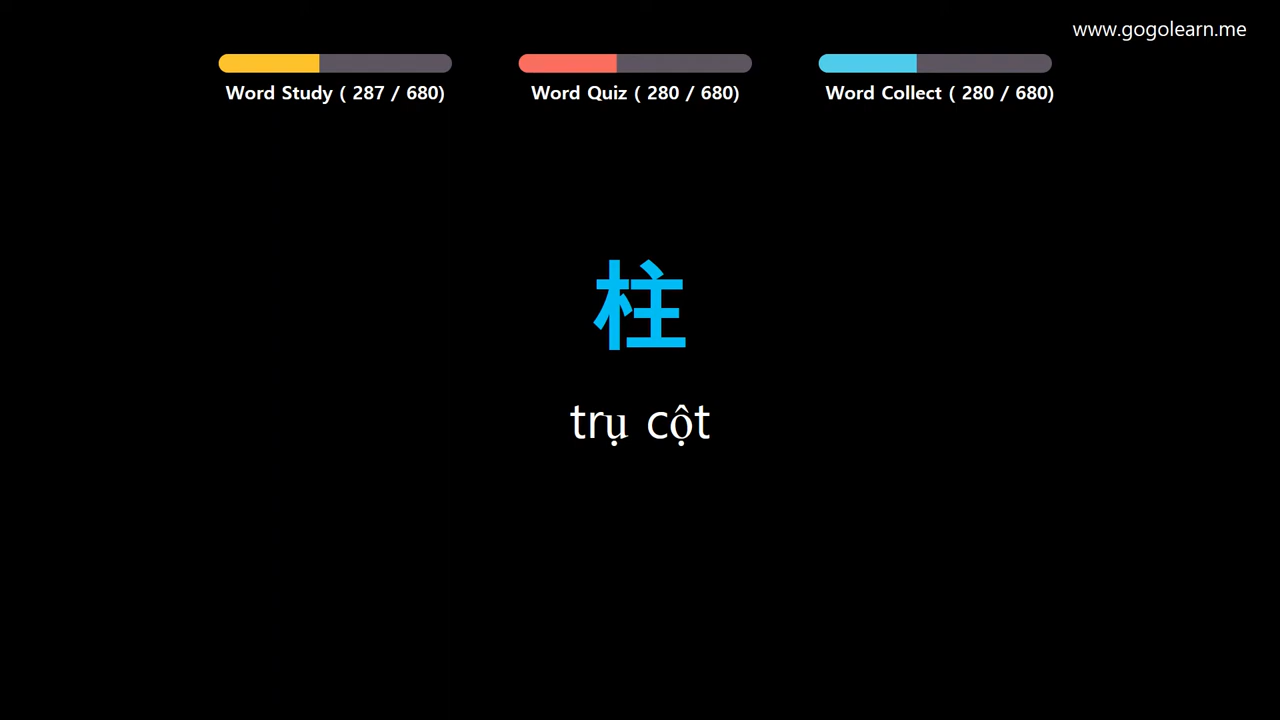 www.gogolearn.me
Word Study ( 287 / 680)
Word Quiz ( 280 / 680)
Word Collect ( 280 / 680)
柱
trụ cột